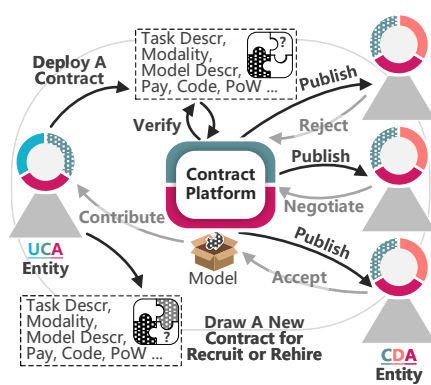 Task Descr,
Modality,
Model Descr,
Pay, Code, PoW ...
?
Deploy A
Contract
Publish
Verify
Reject
Contract
Platform
Publish
Negotiate
Contribute
Publish
UCA
Entity
Model
Accept
Task Descr,
Modality,
Model Descr,
Pay, Code, PoW ...
?
Draw A New
Contract for
Recruit or Rehire
CDA
Entity